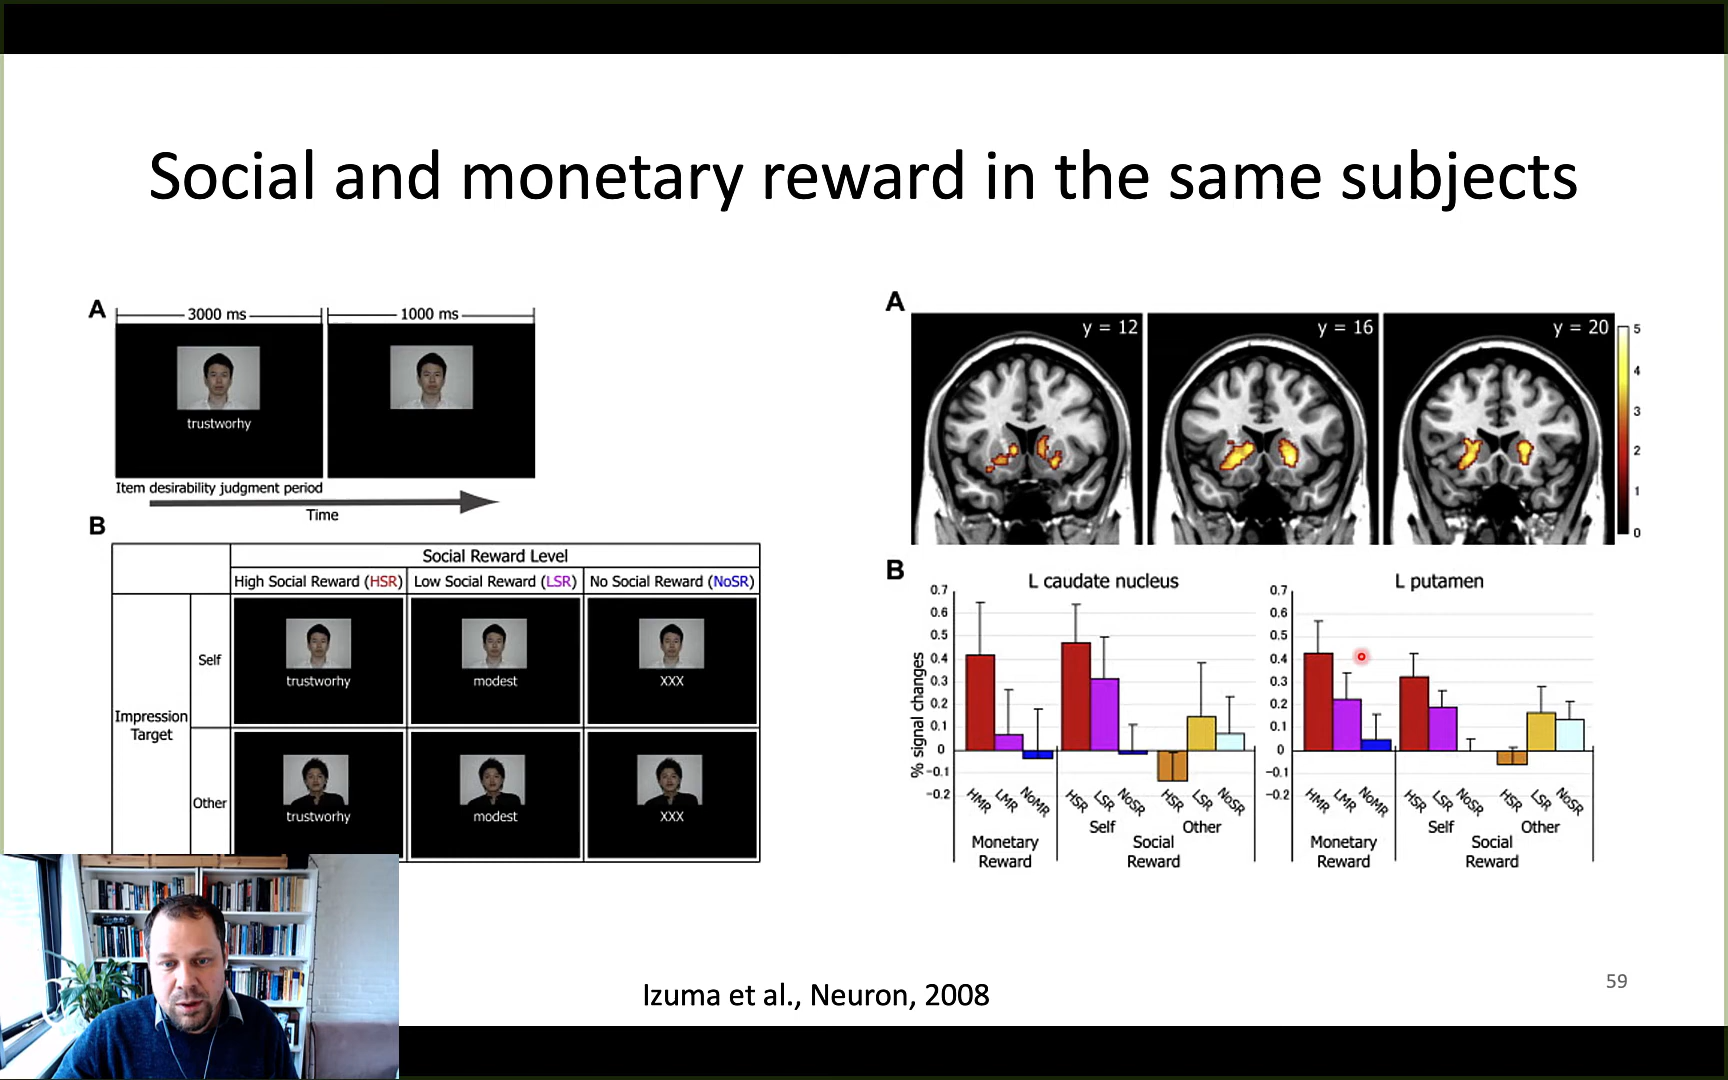 Social and monetary reward in the same subjects
A
3000 ms
1000 ms
trustworhy
Item desirability judgment period
Time
B
Social Reward Level
High Social Reward (HSR)
Low Social Reward (LSR)
No Social Reward (NoSR)
Impression
Target
Self
trustworhy
modest
XXX
Other
trustworhy
modest
XXX
A
y = 12
y = 16
y = 20
5
4
3
2
1
0
B
L caudate nucleus
% signal changes
0.7
0.6
0.5
0.4
0.3
0.2
0.1
0
−0.1
−0.2
HMR
LMR
NoMR
HSR
LSR
NoSR
HSR
LSR
NoSR
Self
Other
Monetary
Reward
Social
Reward
L putamen
0.7
0.6
0.5
0.4
0.3
0.2
0.1
0
−0.1
−0.2
HMR
LMR
NoMR
HSR
LSR
NoSR
HSR
LSR
NoSR
Self
Other
Monetary
Reward
Social
Reward
Izuma et al., Neuron, 2008
59